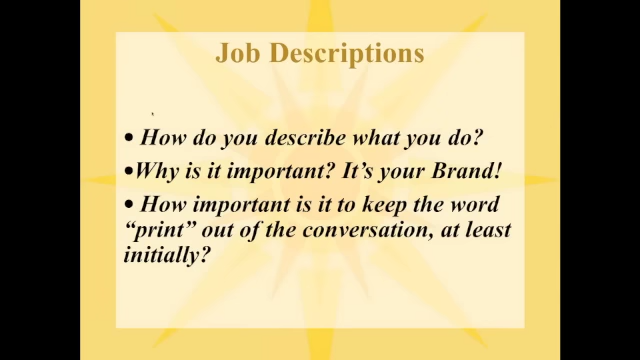 Job Descriptions
• How do you describe what you do?
•Why is it important? It’s your Brand!
• How important is it to keep the word
“print” out of the conversation, at least
initially?